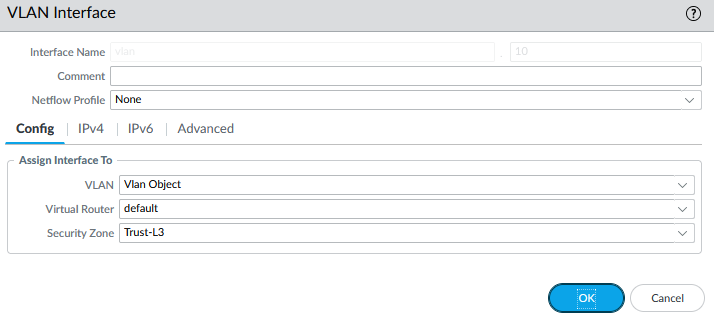 VLAN Interface
Interface Name vlan . 10
Comment
Netflow Profile None
Config IPv4 IPv6 Advanced
Assign Interface To
VLAN Vlan Object
Virtual Router default
Security Zone Trust-L3
OK Cancel